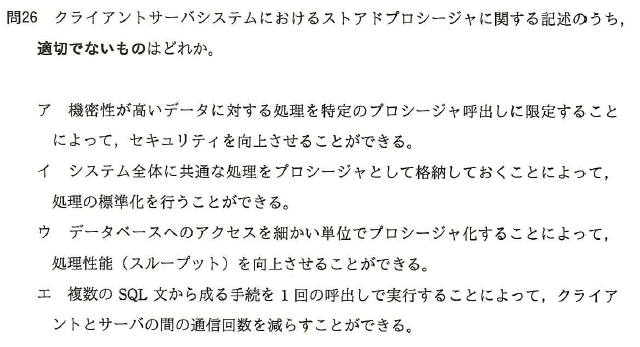 問26 クライアントサーバシステムにおけるストアドプロシージャに関する記述のうち，
適切でないものはどれか。
ア 機密性が高いデータに対する処理を特定のプロシージャ呼出しに限定すること
によって，セキュリティを向上させることができる。
イ システム全体に共通な処理をプロシージャとして格納しておくことによって，
処理の標準化を行うことができる。
ウ データベースへのアクセスを細かい単位でプロシージャ化することによって，
処理性能（スループット）を向上させることができる。
エ 複数の SQL 文から成る手続を 1 回の呼出しで実行することによって，クライア
ントとサーバの間の通信回数を減らすことができる。